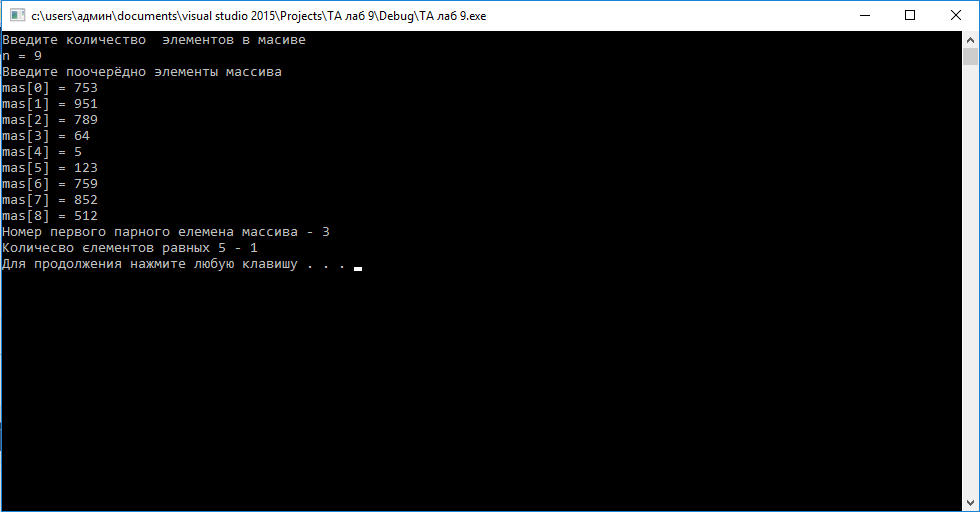 c:\users\админ\documents\visual studio 2015\Projects\ТА лаб 9\Debug\ТА лаб 9.exe
Введите количество  элементов в масиве
n = 9
Введите поочерёдно элементы массива
mas[0] = 753
mas[1] = 951
mas[2] = 789
mas[3] = 64
mas[4] = 5
mas[5] = 123
mas[6] = 759
mas[7] = 852
mas[8] = 512
Номер первого парного елемена массива - 3
Количесво єлементов равных 5 - 1
Для продолжения нажмите любую клавишу . . .